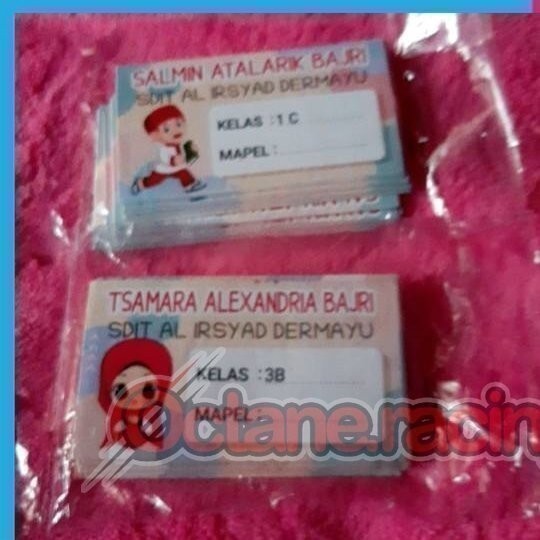 SALMIN ATALARIK BAJRI
SDIT AL IRSYAD DERMAYU
KELAS : 1 C
MAPEL :
TSAMARA ALEXANDRIA BAJRI
SDIT AL IRSYAD DERMAYU
KELAS : 3B
MAPEL :
Octane.racin